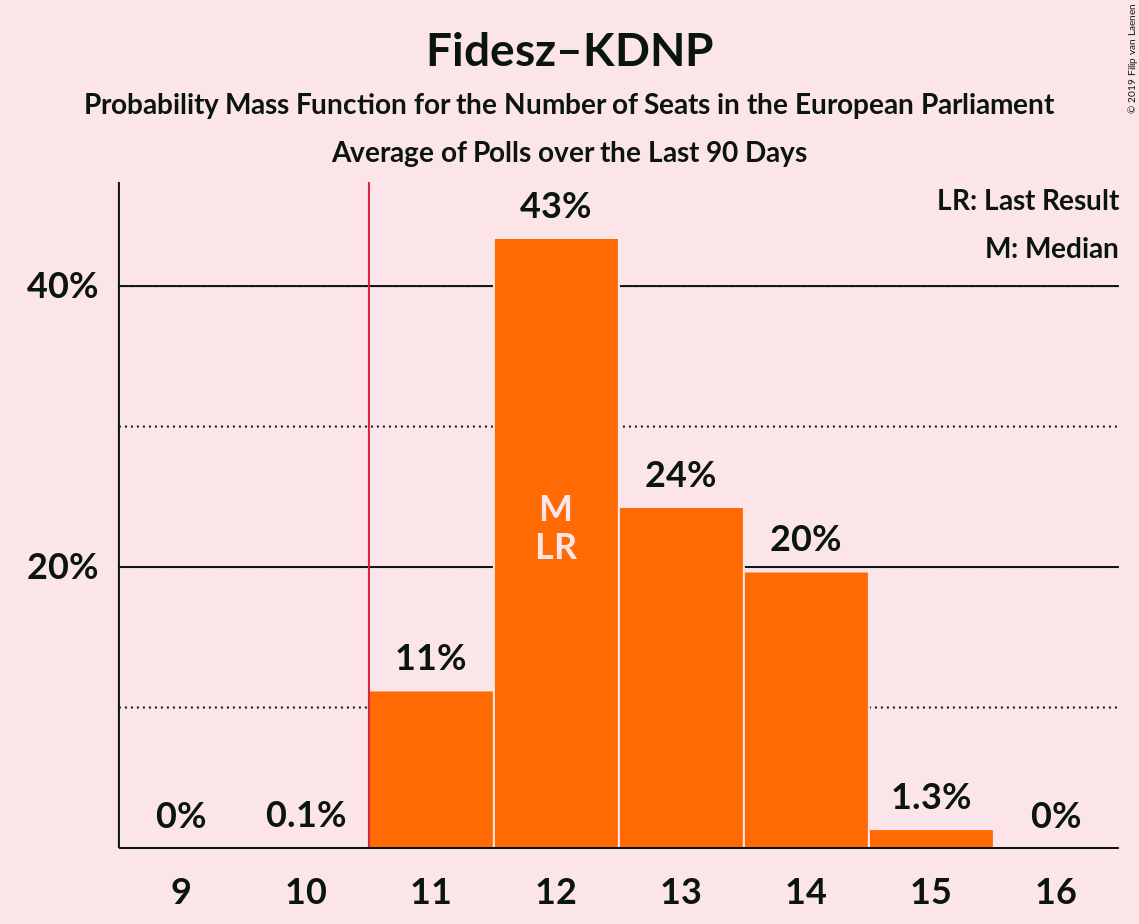 Fidesz–KDNP
Probability Mass Function for the Number of Seats in the European Parliament
Average of Polls over the Last 90 Days
© 2019 Filip van Laenen
LR: Last Result
M: Median
40%
20%
0%
0.1%
11%
43%
24%
20%
1.3%
0%
M
LR
9
10
11
12
13
14
15
16